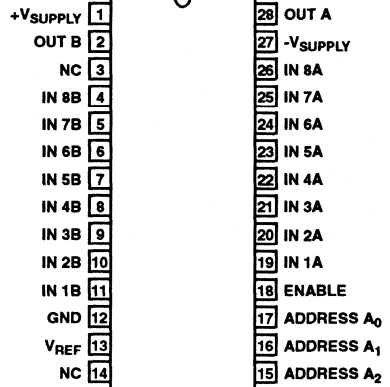 +VSUPPLY 1 28 OUT A
OUT B 2 27 -VSUPPLY
NC 3 26 IN 8A
IN 8B 4 25 IN 7A
IN 7B 5 24 IN 6A
IN 6B 6 23 IN 5A
IN 5B 7 22 IN 4A
IN 4B 8 21 IN 3A
IN 3B 9 20 IN 2A
IN 2B 10 19 IN 1A
IN 1B 11 18 ENABLE
GND 12 17 ADDRESS A0
VREF 13 16 ADDRESS A1
NC 14 15 ADDRESS A2